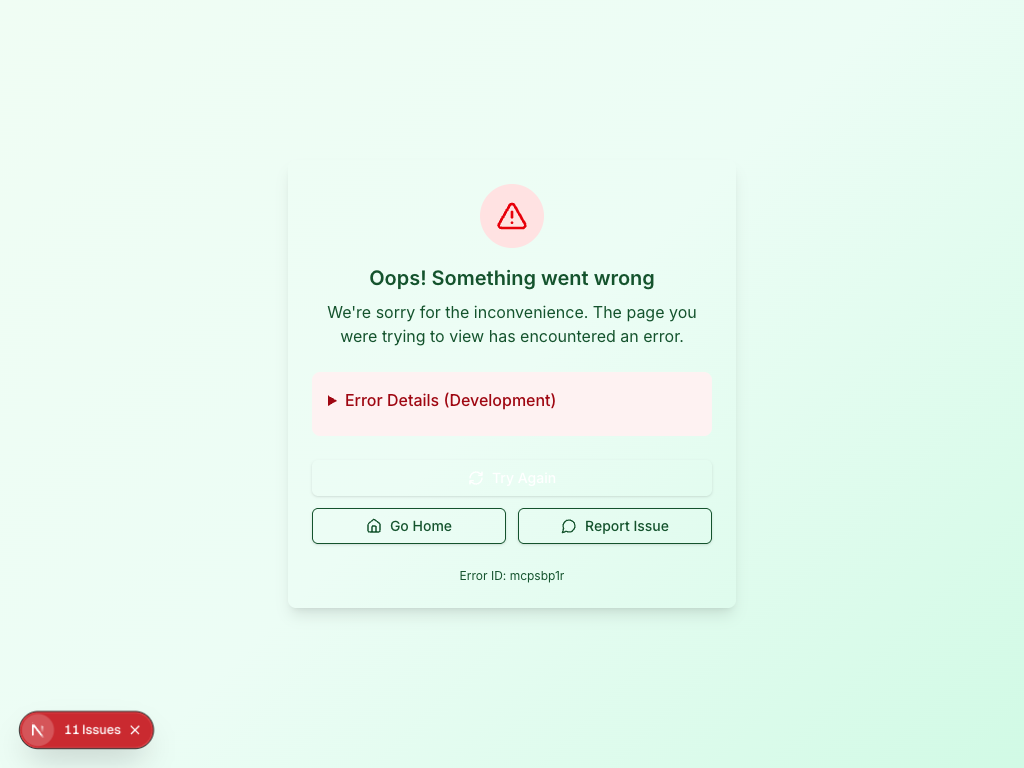 Oops! Something went wrong
We're sorry for the inconvenience. The page you
were trying to view has encountered an error.
Error Details (Development)
Try Again
Go Home
Report Issue
Error ID: mcpsbp1r
11 Issues